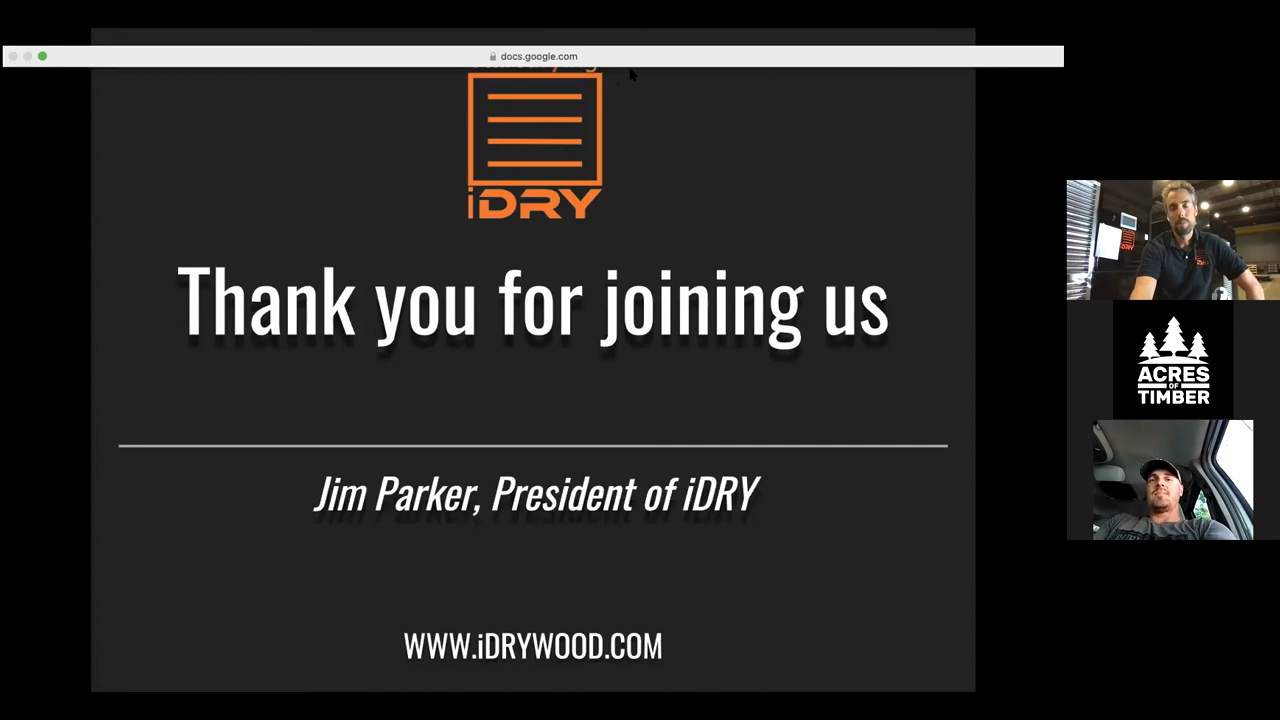 docs.google.com
iDRY
Thank you for joining us
Jim Parker, President of iDRY
WWW.iDRYWOOD.COM
iDRY
ACRES
OF
TIMBER